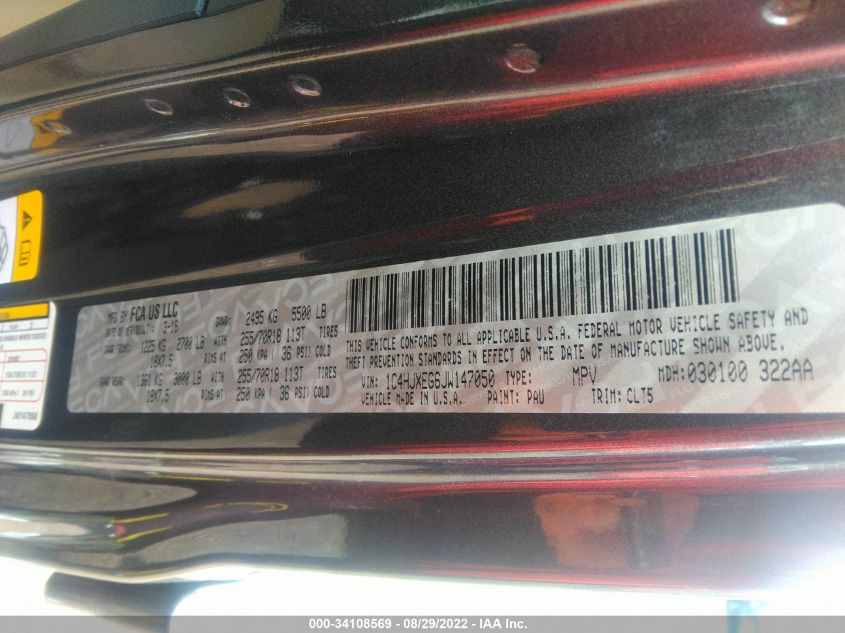 MFD BY FCA US LLC
DATE OF MFR 3-18 GVWR: 2495 KG 5500 LB
GAWR FRONT: 1225 KG 2700 LB WITH 255/70R18 113T TIRES
18X7.5 RIMS AT 250 KPA ( 36 PSI) COLD
GAWR REAR: 1361 KG 3000 LB WITH 255/70R18 113T TIRES
18X7.5 RIMS AT 250 KPA ( 36 PSI) COLD
THIS VEHICLE CONFORMS TO ALL APPLICABLE U.S.A. FEDERAL MOTOR VEHICLE SAFETY AND
THEFT PREVENTION STANDARDS IN EFFECT ON THE DATE OF MANUFACTURE SHOWN ABOVE.
VIN: 1C4HJXEG6JW147050 TYPE: MPV MDH: 030100 322AA
VEHICLE MADE IN U.S.A. PAINT: PAU TRIM: CL75
000-34108569 - 08/29/2022 - IAA Inc.